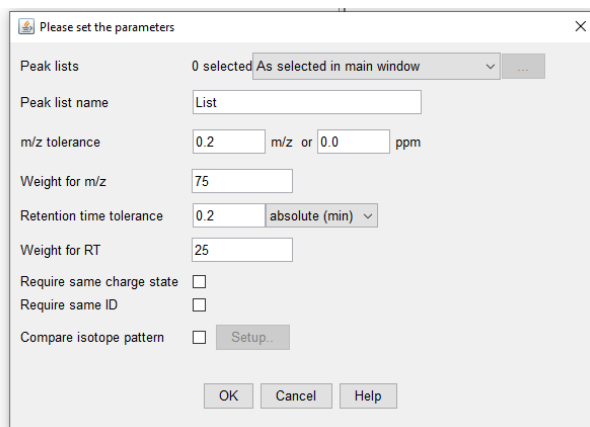 Please set the parameters
Peak lists 0 selected As selected in main window ...
Peak list name List
m/z tolerance 0.2 m/z or 0.0 ppm
Weight for m/z 75
Retention time tolerance 0.2 absolute (min)
Weight for RT 25
Require same charge state
Require same ID
Compare isotope pattern Setup..
OK Cancel Help